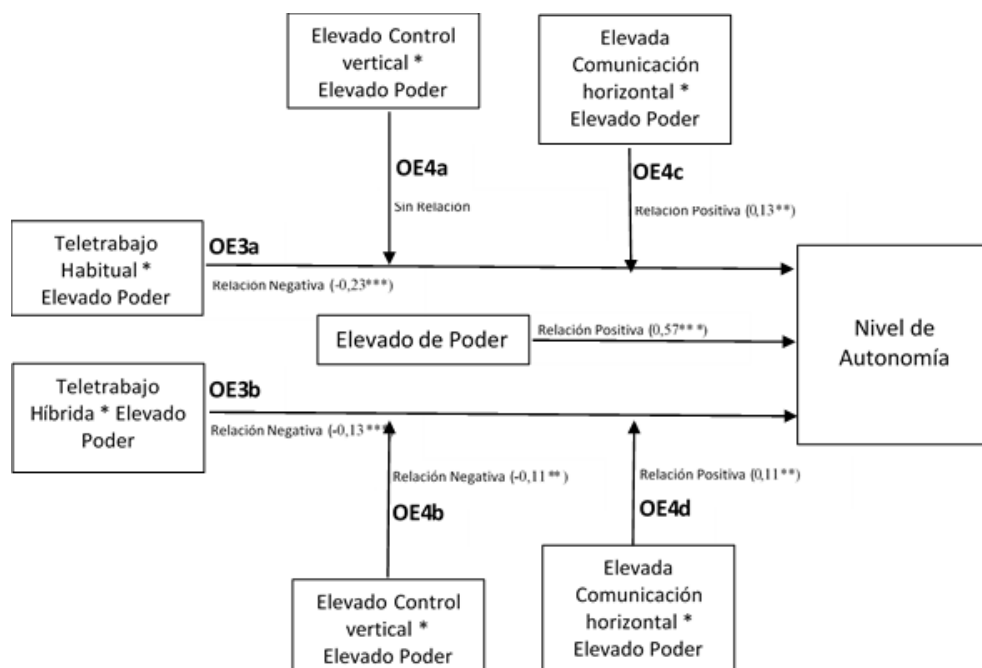 Elevado Control
vertical *
Elevado Poder
Elevada
Comunicación
horizontal *
Elevado Poder
OE4a
Sin Relación
OE4c
Relación Positiva (0,13**)
Teletrabajo
Habitual *
Elevado Poder
OE3a
Relación Negativa (-0,23***)
Elevado de Poder
Relación Positiva (0,57***)
Nivel de
Autonomía
Teletrabajo
Híbrida * Elevado
Poder
OE3b
Relación Negativa (-0,13***
Relación Negativa (-0,11**)
OE4b
Relación Positiva (0,11**)
OE4d
Elevado Control
vertical *
Elevado Poder
Elevada
Comunicación
horizontal *
Elevado Poder